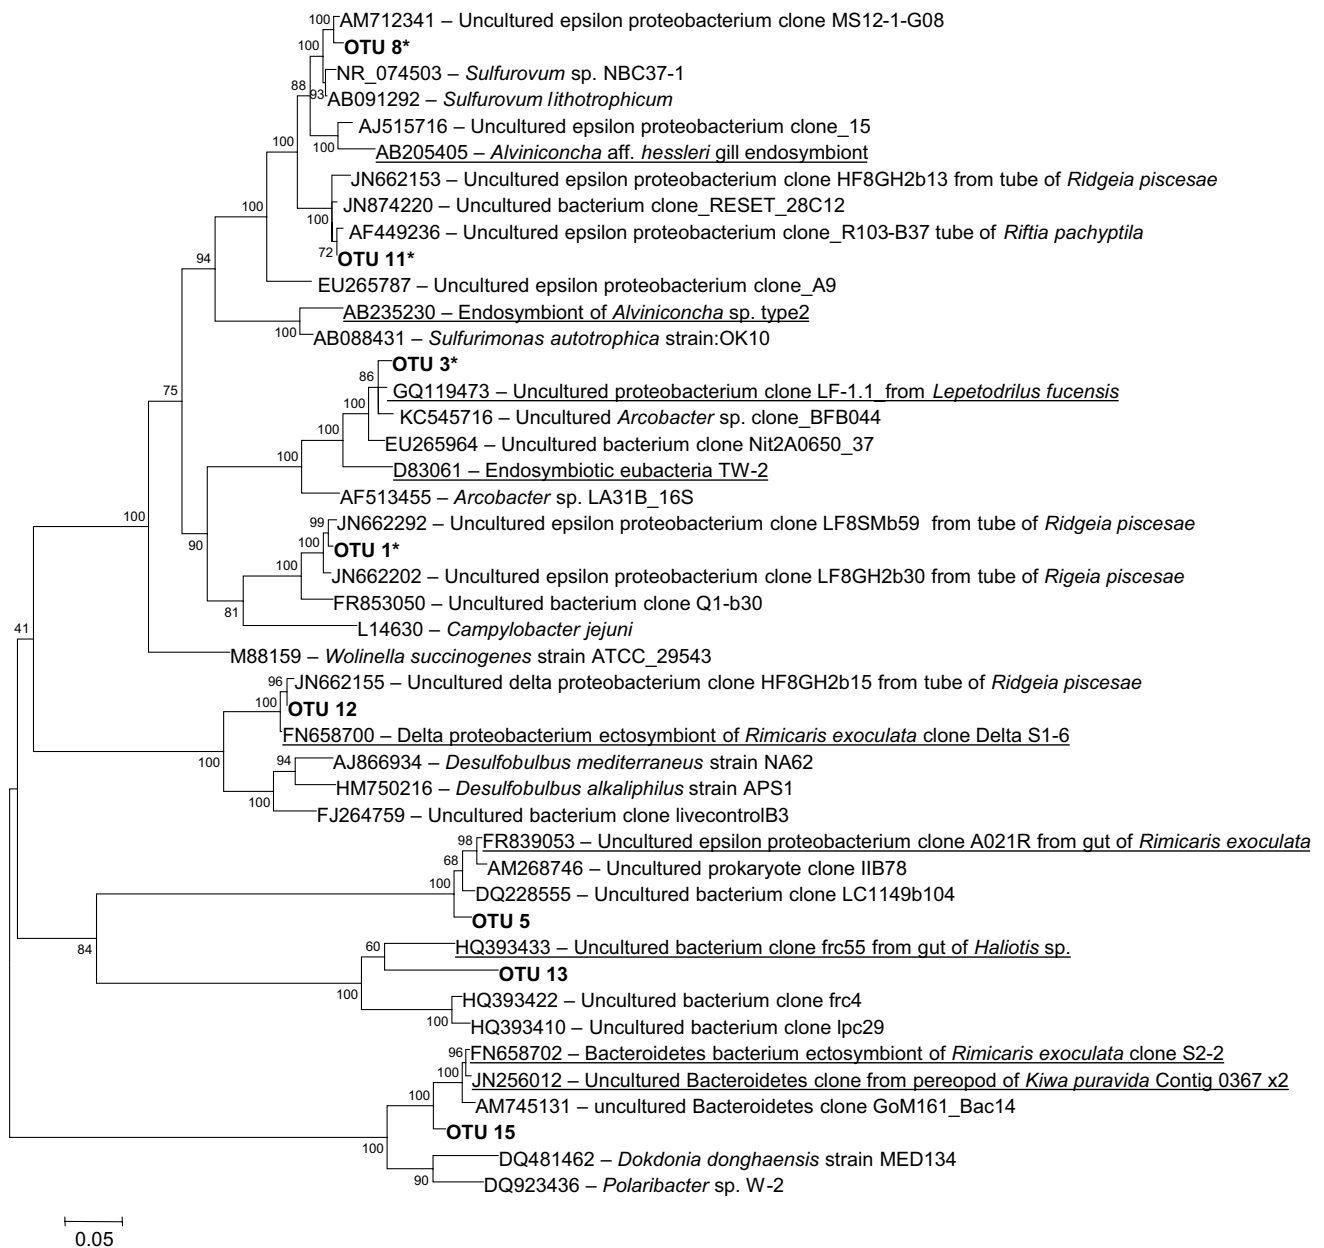 100 AM712341 – Uncultured epsilon proteobacterium clone MS12-1-G08
100 OTU 8*
NR_074503 – Sulfurovum sp. NBC37-1
88 93 AB091292 – Sulfurovum lithotrophicum
AJ515716 – Uncultured epsilon proteobacterium clone_15
100 100 AB205405 – Alviniconcha aff. hessleri gill endosymbiont
JN662153 – Uncultured epsilon proteobacterium clone HF8GH2b13 from tube of Ridgeia piscesae
100 JN874220 – Uncultured bacterium clone_RESET_28C12
100 AF449236 – Uncultured epsilon proteobacterium clone_R103-B37 tube of Riftia pachyptila
94 72 OTU 11*
EU265787 – Uncultured epsilon proteobacterium clone_A9
AB235230 – Endosymbiont of Alviniconcha sp. type2
100 AB088431 – Sulfurimonas autotrophica strain:OK10
OTU 3*
75 86 GQ119473 – Uncultured proteobacterium clone LF-1.1_from Lepetodrilus fucensis
100 KC545716 – Uncultured Arcobacter sp. clone_BFB044
EU265964 – Uncultured bacterium clone Nit2A0650_37
100 100 D83061 – Endosymbiotic eubacteria TW-2
AF513455 – Arcobacter sp. LA31B_16S
100 99 JN662292 – Uncultured epsilon proteobacterium clone LF8SMb59 from tube of Ridgeia piscesae
90 100 OTU 1*
100 JN662202 – Uncultured epsilon proteobacterium clone LF8GH2b30 from tube of Rigeia piscesae
FR853050 – Uncultured bacterium clone Q1-b30
81 L14630 – Campylobacter jejuni
41 M88159 – Wolinella succinogenes strain ATCC_29543
96 JN662155 – Uncultured delta proteobacterium clone HF8GH2b15 from tube of Ridgeia piscesae
100 OTU 12
FN658700 – Delta proteobacterium ectosymbiont of Rimicaris exoculata clone Delta S1-6
100 94 AJ866934 – Desulfobulbus mediterraneus strain NA62
HM750216 – Desulfobulbus alkaliphilus strain APS1
100 FJ264759 – Uncultured bacterium clone livecontrolB3
98 FR839053 – Uncultured epsilon proteobacterium clone A021R from gut of Rimicaris exoculata
68 AM268746 – Uncultured prokaryote clone IIB78
100 DQ228555 – Uncultured bacterium clone LC1149b104
OTU 5
84 60 HQ393433 – Uncultured bacterium clone frc55 from gut of Haliotis sp.
OTU 13
100 HQ393422 – Uncultured bacterium clone frc4
100 HQ393410 – Uncultured bacterium clone lpc29
96 FN658702 – Bacteroidetes bacterium ectosymbiont of Rimicaris exoculata clone S2-2
100 JN256012 – Uncultured Bacteroidetes clone from pereopod of Kiwa puravida Contig 0367 x2
100 AM745131 – uncultured Bacteroidetes clone GoM161_Bac14
OTU 15
100 DQ481462 – Dokdonia donghaensis strain MED134
90 DQ923436 – Polaribacter sp. W-2
0.05